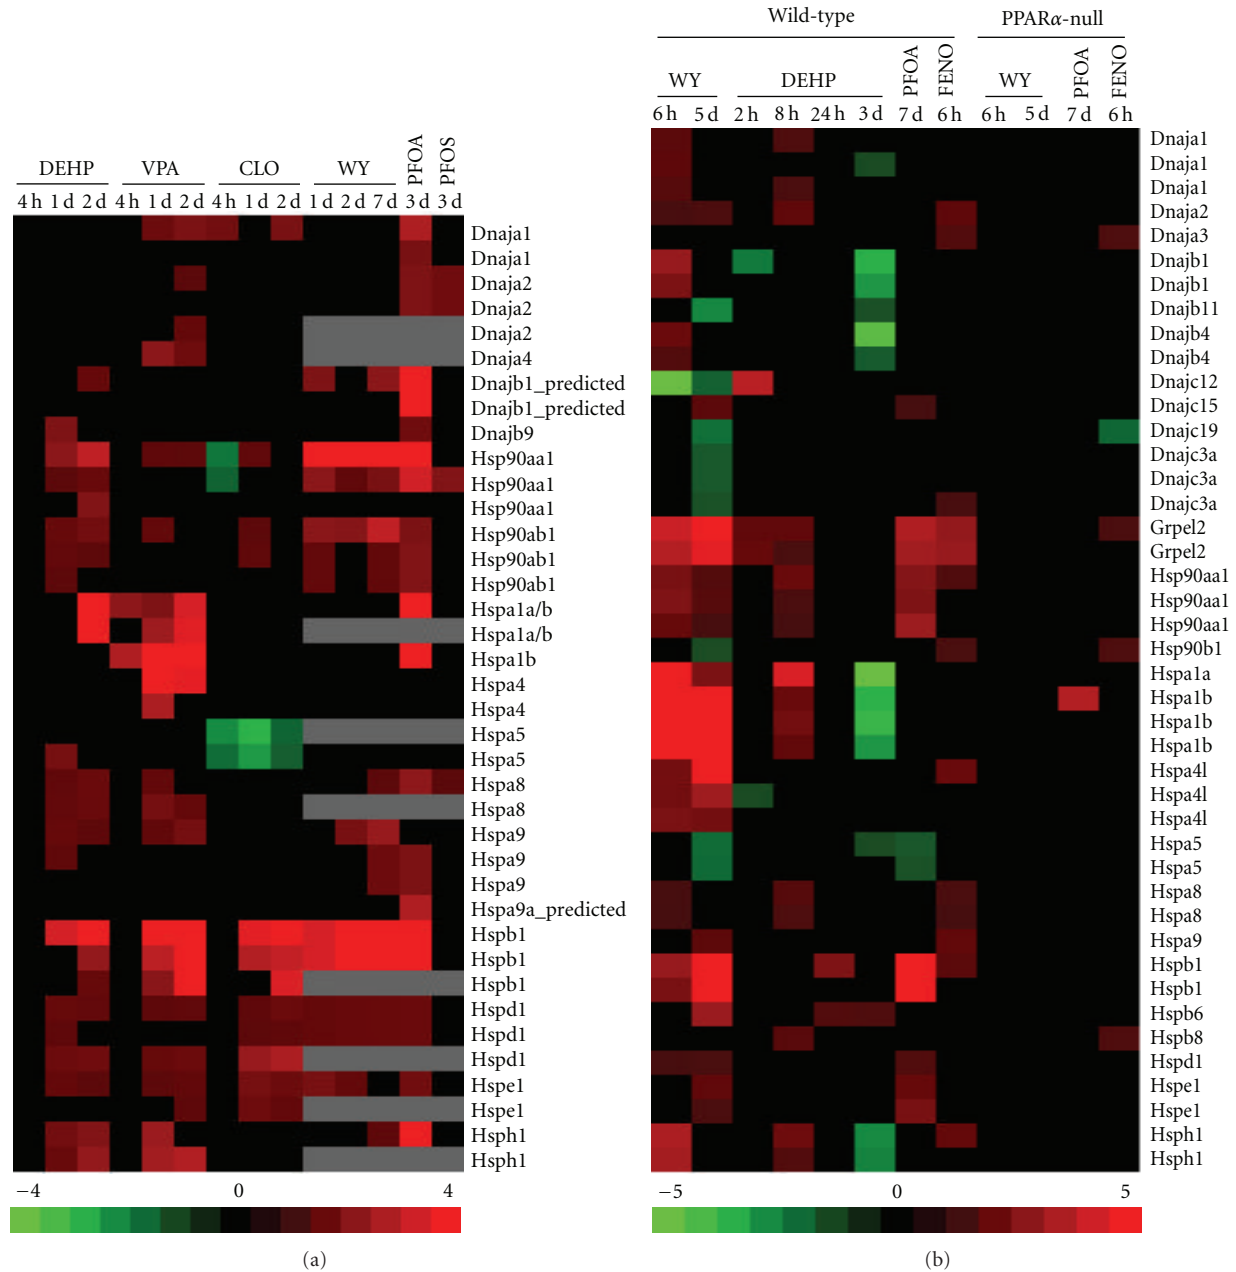 DEHP VPA CLO WY PFOA PFOS
4 h 1 d 2 d 4 h 1 d 2 d 4 h 1 d 2 d 1 d 2 d 7 d 3 d 3 d
Dnaja1
Dnaja1
Dnaja2
Dnaja2
Dnaja2
Dnaja4
Dnajb1_predicted
Dnajb1_predicted
Dnajb9
Hsp90aa1
Hsp90aa1
Hsp90aa1
Hsp90ab1
Hsp90ab1
Hsp90ab1
Hspa1a/b
Hspa1a/b
Hspa1b
Hspa4
Hspa4
Hspa5
Hspa5
Hspa8
Hspa8
Hspa9
Hspa9
Hspa9
Hspa9a_predicted
Hspb1
Hspb1
Hspb1
Hspd1
Hspd1
Hspd1
Hspe1
Hspe1
Hsph1
Hsph1
−4 0 4
(a)
Wild-type PPARα-null
WY DEHP PFOA FENO WY PFOA FENO
6 h 5 d 2 h 8 h 24 h 3 d 7 d 6 h 6 h 5 d 7 d 6 h
Dnaja1
Dnaja1
Dnaja1
Dnaja2
Dnaja3
Dnajb1
Dnajb1
Dnajb11
Dnajb4
Dnajb4
Dnajc12
Dnajc15
Dnajc19
Dnajc3a
Dnajc3a
Dnajc3a
Grpel2
Grpel2
Hsp90aa1
Hsp90aa1
Hsp90aa1
Hsp90b1
Hspa1a
Hspa1b
Hspa1b
Hspa1b
Hspa4l
Hspa4l
Hspa4l
Hspa5
Hspa5
Hspa8
Hspa8
Hspa9
Hspb1
Hspb1
Hspb6
Hspb8
Hspd1
Hspe1
Hspe1
Hsph1
Hsph1
−5 0 5
(b)